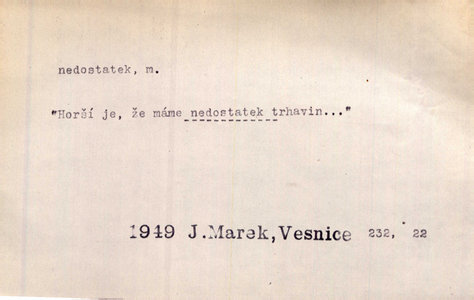 nedostatek, m.
"Horší je, že máme nedostatek trhavin..."
1949 J.Marek,Vesnice 232, 22